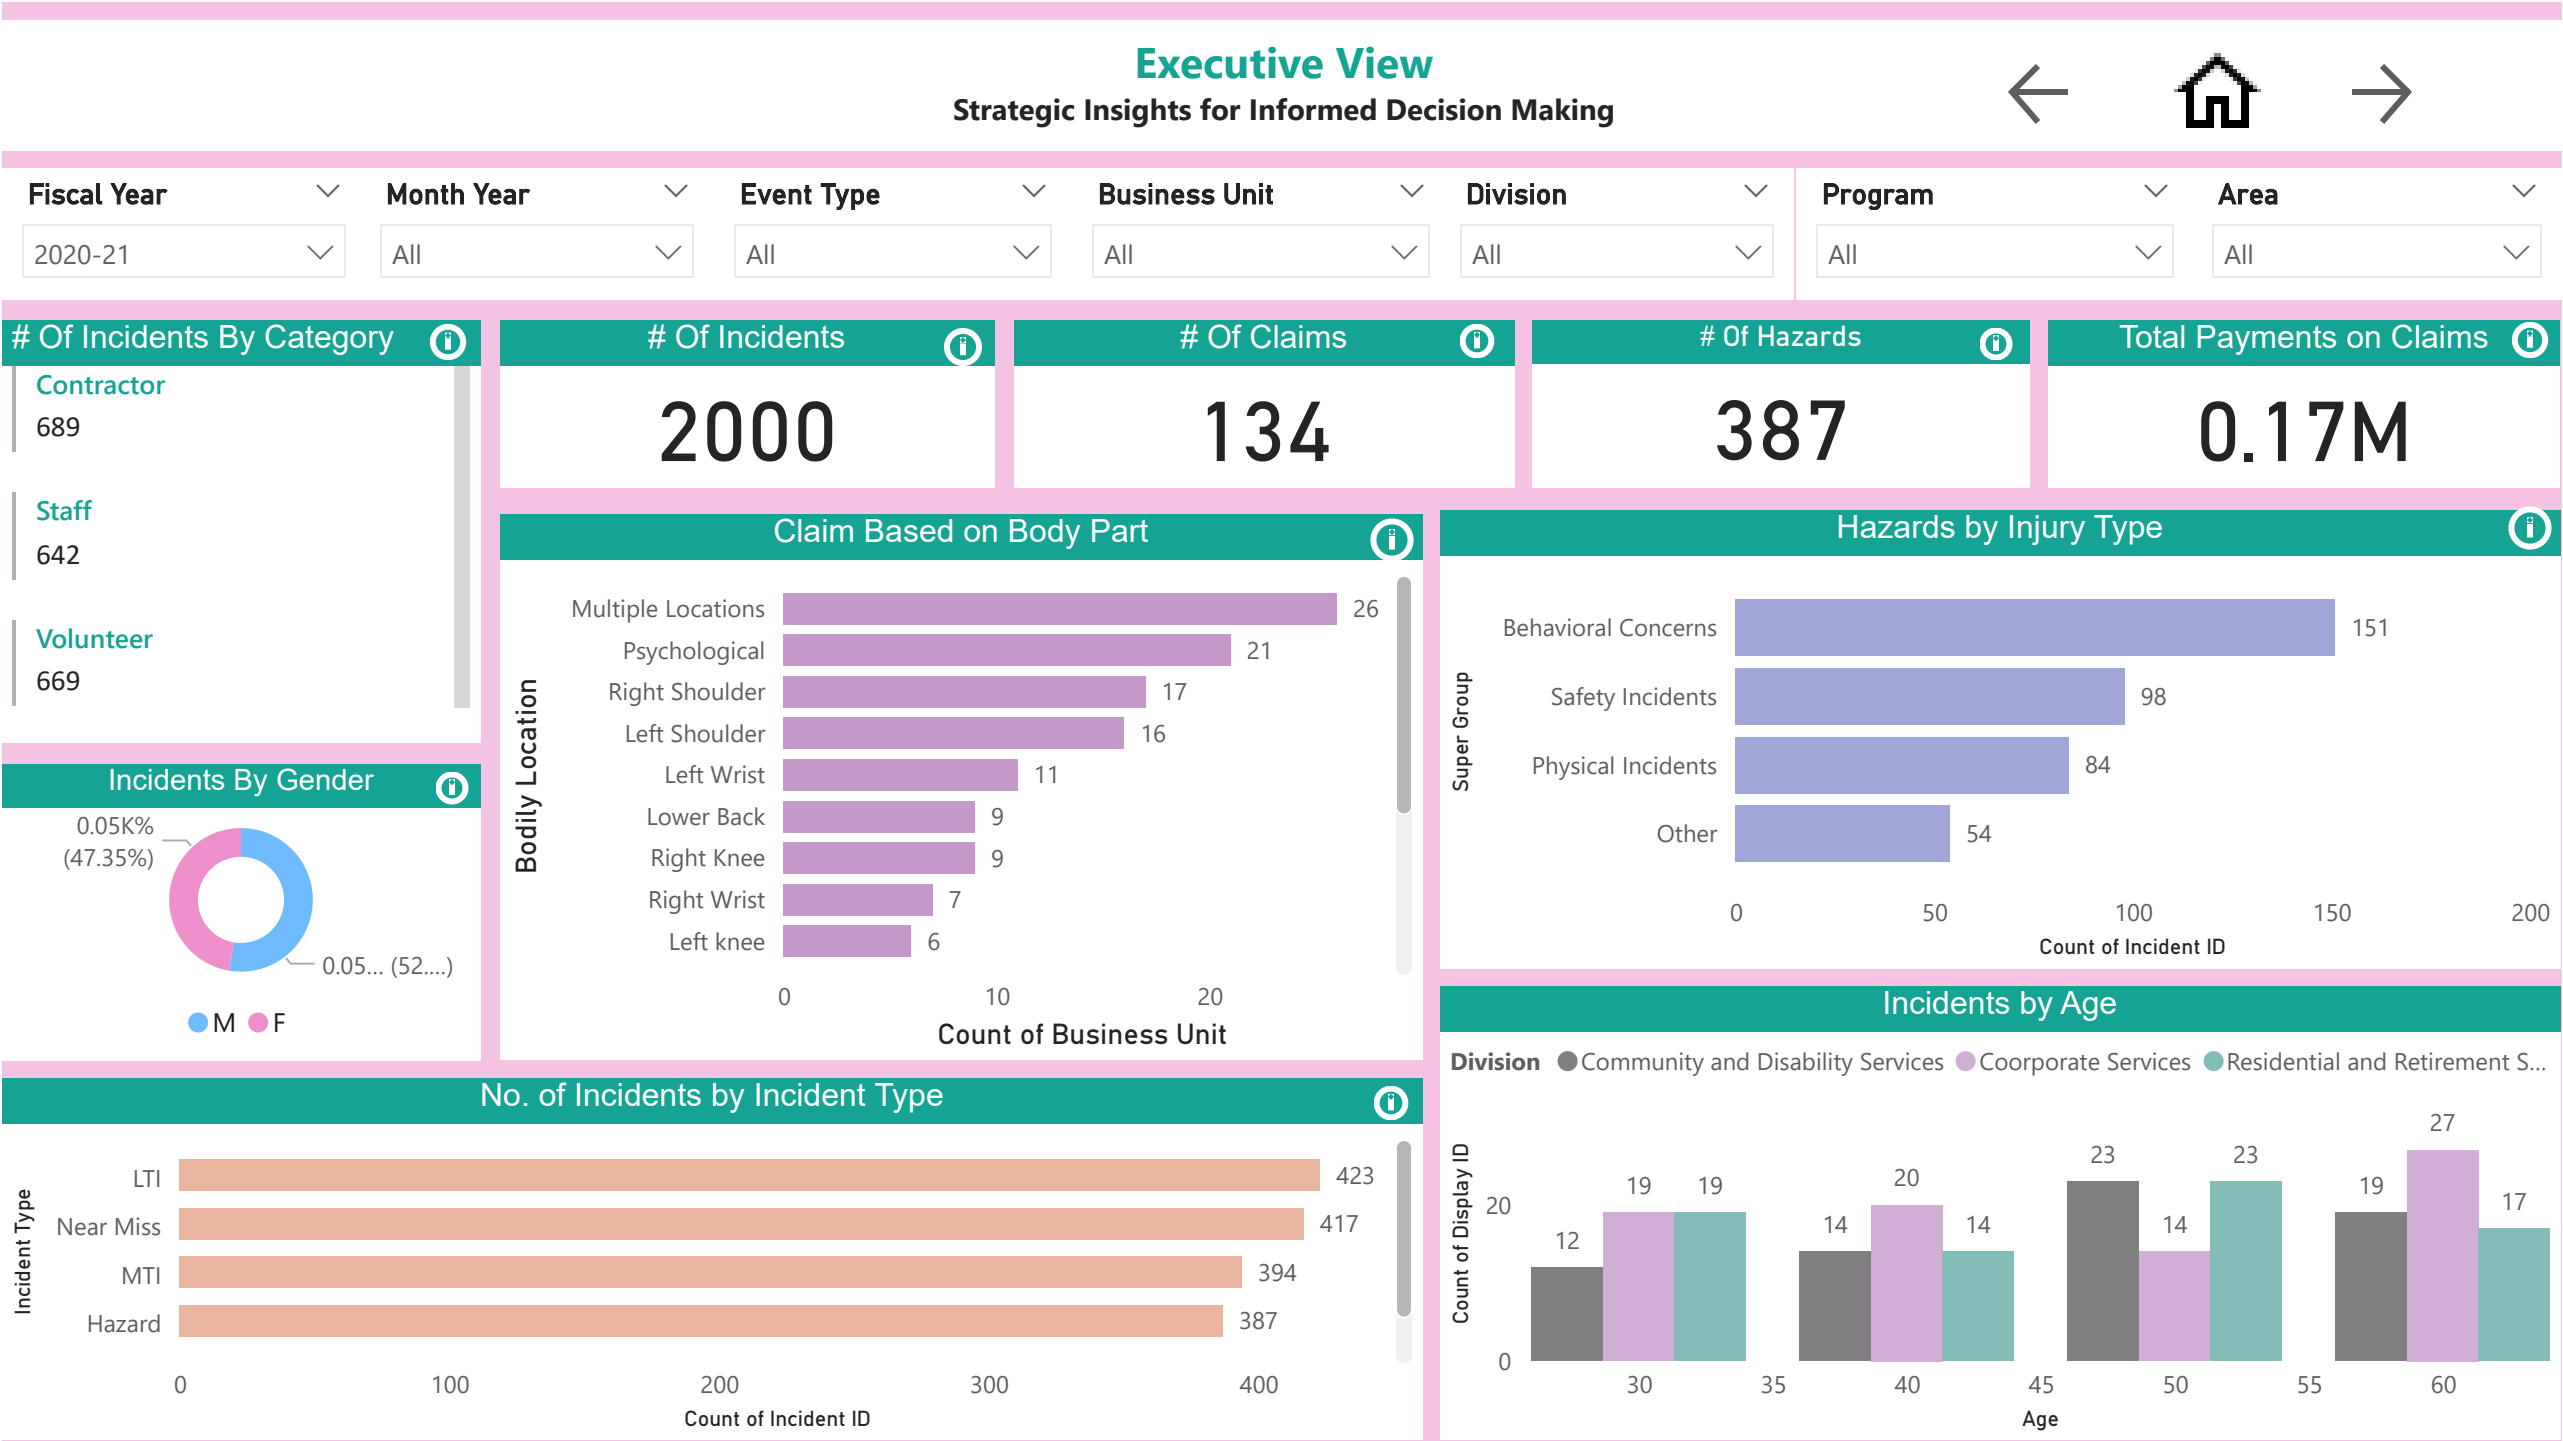 Executive View
Strategic Insights for Informed Decision Making
Fiscal Year
Month Year
Event Type
Business Unit
Division
Program
Area
2020-21
All
All
All
All
All
All
# Of Incidents By Category
Contractor
689
Staff
642
Volunteer
669
# Of Incidents
2000
# Of Claims
134
# Of Hazards
387
Total Payments on Claims
0.17M
Incidents By Gender
0.05K%
(47.35%)
0.05... (52....)
M F
Claim Based on Body Part
Bodily Location
Multiple Locations 26
Psychological 21
Right Shoulder 17
Left Shoulder 16
Left Wrist 11
Lower Back 9
Right Knee 9
Right Wrist 7
Left knee 6
0 10 20
Count of Business Unit
Hazards by Injury Type
Super Group
Behavioral Concerns 151
Safety Incidents 98
Physical Incidents 84
Other 54
0 50 100 150 200
Count of Incident ID
No. of Incidents by Incident Type
Incident Type
LTI 423
Near Miss 417
MTI 394
Hazard 387
0 100 200 300 400
Count of Incident ID
Incidents by Age
Division Community and Disability Services Coorporate Services Residential and Retirement S...
Count of Display ID
20
0
12 19 19
14 20 14
23 14 23
19 27 17
30 35 40 45 50 55 60
Age